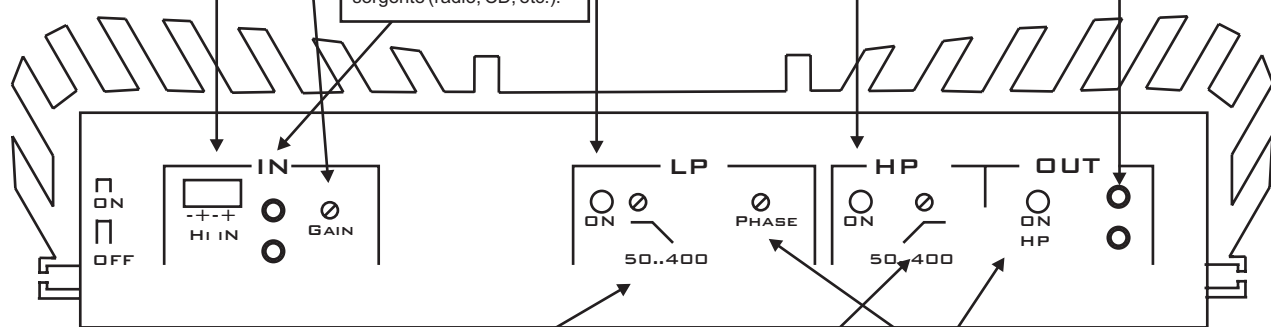 sorgente (radio, CD, etc.).
IN LP HP OUT
ON
-+-+
HI IN
GAIN
ON
PHASE
ON
ON
HP
OFF
50..400
50..400